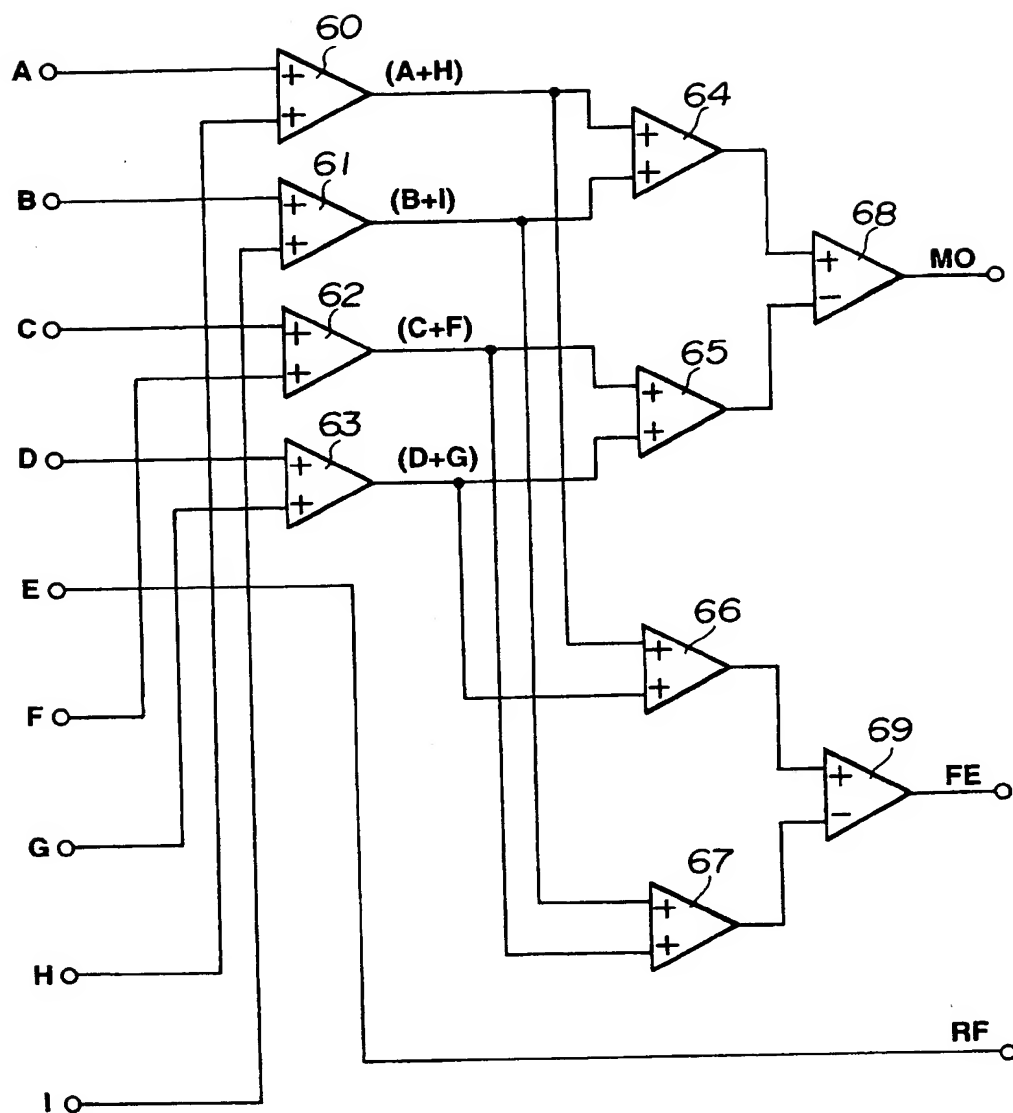 60
A
+
+
(A+H)
64
+
+
61
B
+
+
(B+I)
68
+
-
MO
62
C
+
+
(C+F)
65
+
+
63
D
+
+
(D+G)
E
66
+
+
F
69
+
-
FE
G
67
+
+
H
RF
I